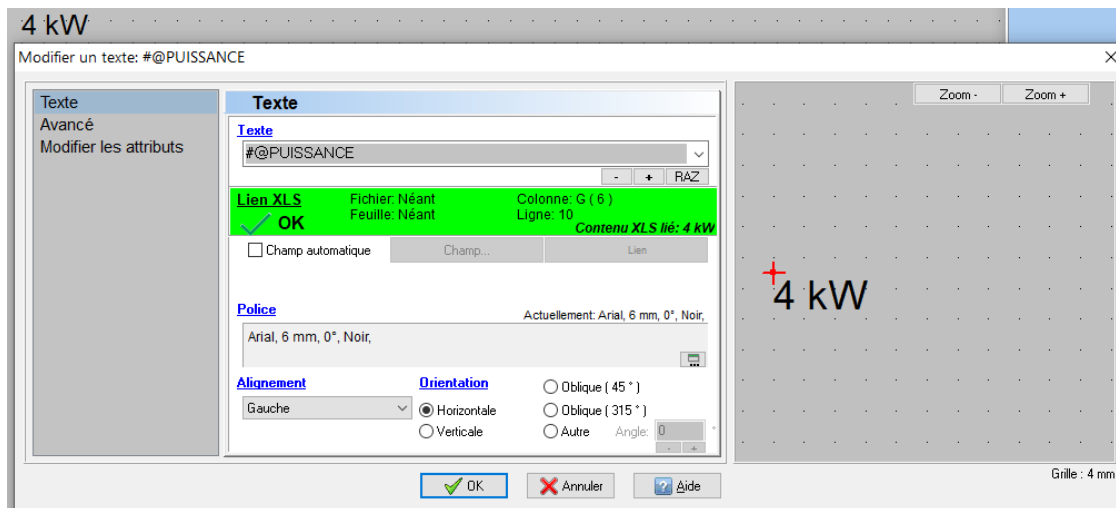 4 kW
Modifier un texte: #@PUISSANCE
Texte
Avancé
Modifier les attributs
Texte
Texte
#@PUISSANCE
- + RAZ
Lien XLS Fichier: Néant Colonne: G ( 6 )
OK Feuille: Néant Ligne: 10
Contenu XLS lié: 4 kW
Champ automatique Champ... Lien
Police Actuellement: Arial, 6 mm, 0°, Noir,
Arial, 6 mm, 0°, Noir,
Alignement Orientation Oblique ( 45 ° )
Gauche Horizontale Oblique ( 315 ° )
Verticale Autre Angle: 0 °
- +
Zoom - Zoom +
4 kW
Grille : 4 mm
OK Annuler Aide